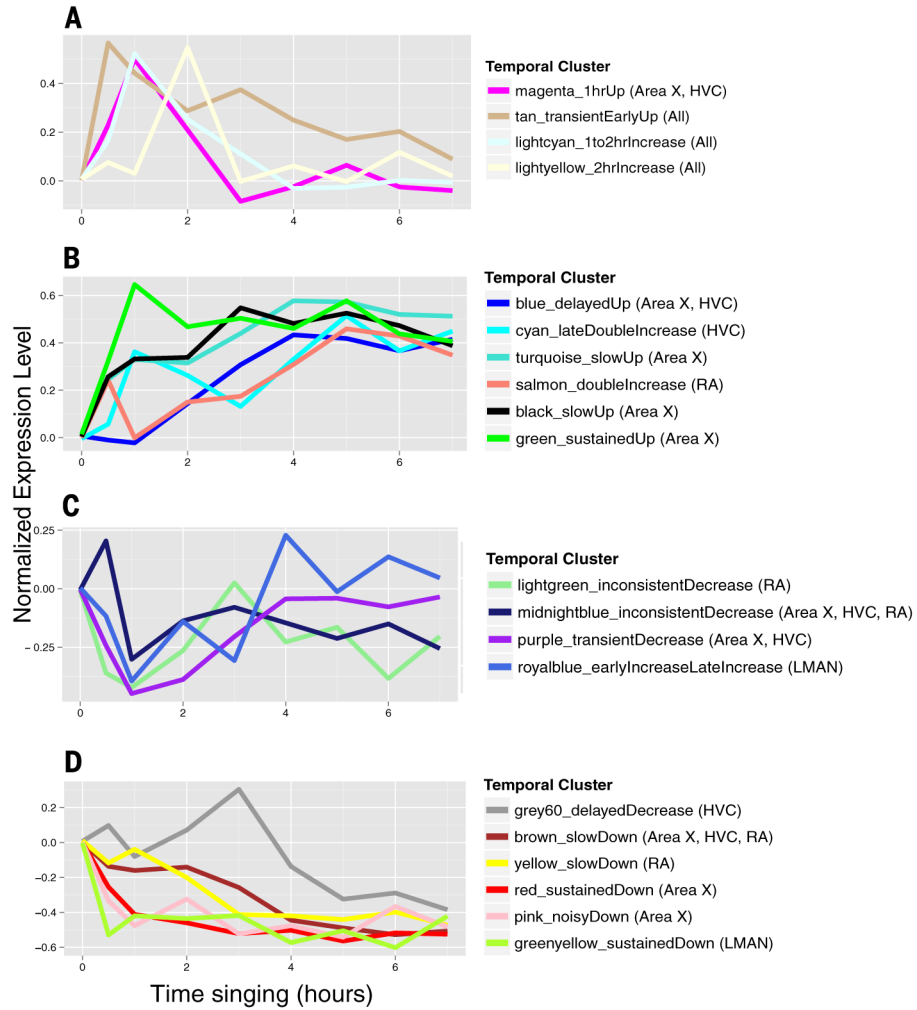 A
0.4
0.2
0.0
0 2 4 6
Temporal Cluster
magenta_1hrUp (Area X, HVC)
tan_transientEarlyUp (All)
lightcyan_1to2hrIncrease (All)
lightyellow_2hrIncrease (All)
B
0.6
0.4
0.2
0.0
0 2 4 6
Temporal Cluster
blue_delayedUp (Area X, HVC)
cyan_lateDoubleIncrease (HVC)
turquoise_slowUp (Area X)
salmon_doubleIncrease (RA)
black_slowUp (Area X)
green_sustainedUp (Area X)
Normalized Expression Level
C
0.25
0.00
−0.25
0 2 4 6
Temporal Cluster
lightgreen_inconsistentDecrease (RA)
midnightblue_inconsistentDecrease (Area X, HVC, RA)
purple_transientDecrease (Area X, HVC)
royalblue_earlyIncreaseLateIncrease (LMAN)
D
0.2
0.0
−0.2
−0.4
−0.6
0 2 4 6
Temporal Cluster
grey60_delayedDecrease (HVC)
brown_slowDown (Area X, HVC, RA)
yellow_slowDown (RA)
red_sustainedDown (Area X)
pink_noisyDown (Area X)
greenyellow_sustainedDown (LMAN)
Time singing (hours)